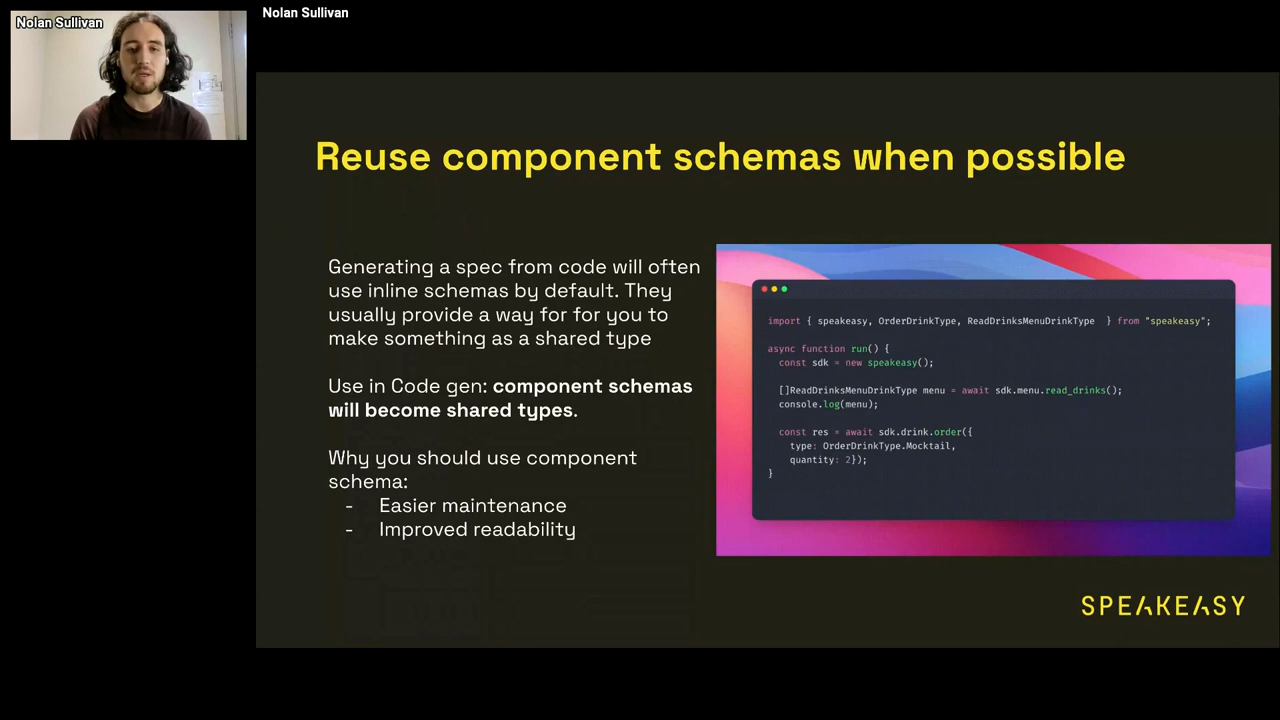 Nolan Sullivan
Nolan Sullivan
Reuse component schemas when possible
Generating a spec from code will often
use inline schemas by default. They
usually provide a way for for you to
make something as a shared type
Use in Code gen: component schemas
will become shared types.
Why you should use component
schema:
- Easier maintenance
- Improved readability
import { speakeasy, OrderDrinkType, ReadDrinksMenuDrinkType } from "speakeasy";
async function run() {
const sdk = new speakeasy();
[]ReadDrinksMenuDrinkType menu = await sdk.menu.read_drinks();
console.log(menu);
const res = await sdk.drink.order({
type: OrderDrinkType.Mocktail,
quantity: 2});
}
SPEAKEASY